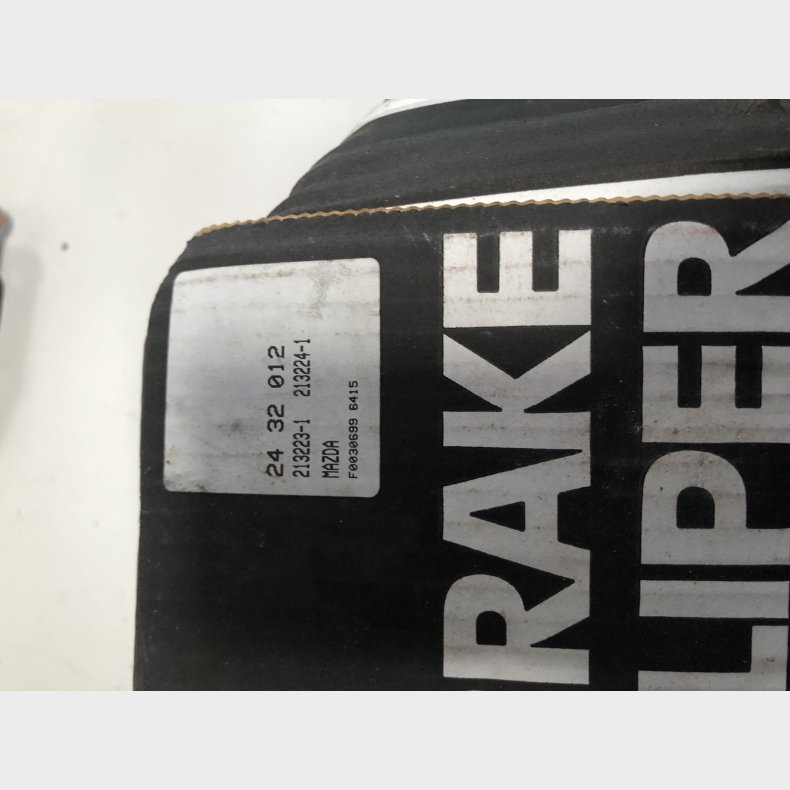 24 32 012
213223-1 213224-1
MAZDA
F0030699 6415
RAKE
LIPER